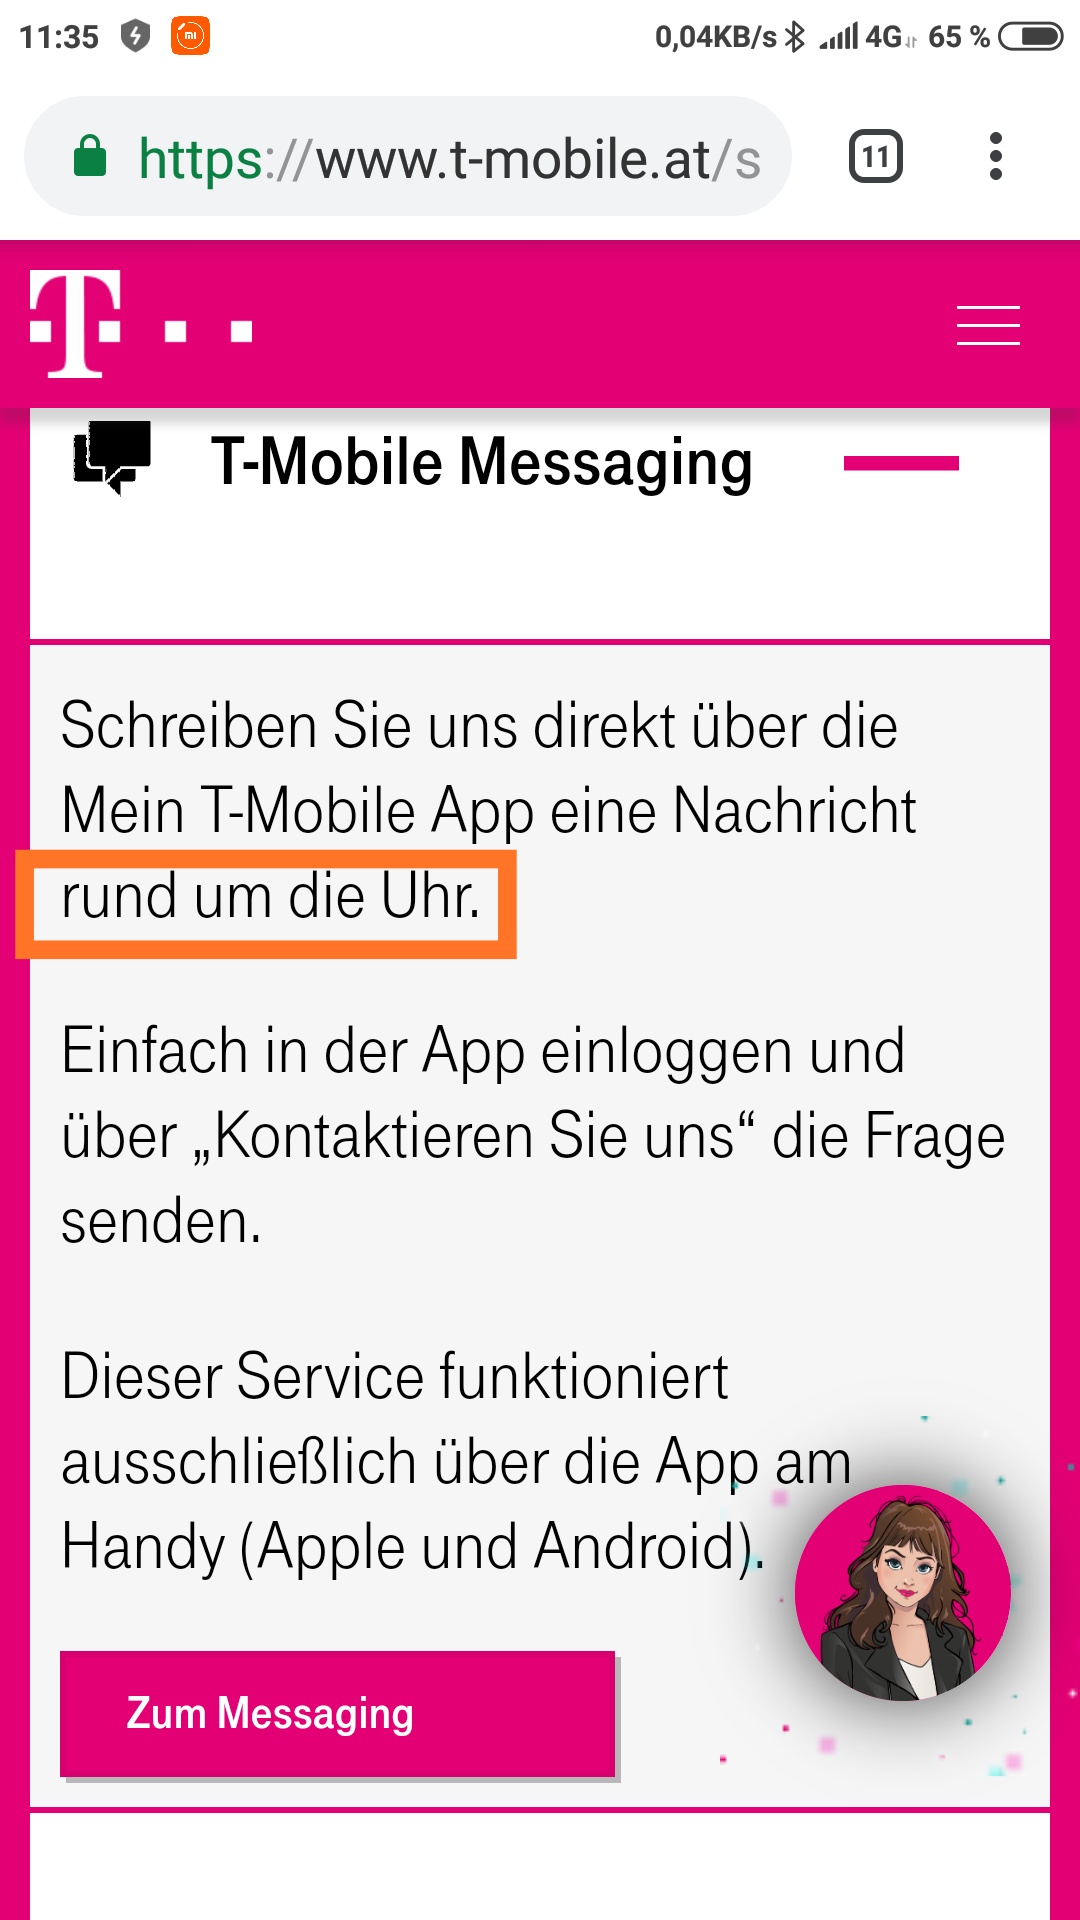 11:35 0,04KB/s 4G 65 %
https://www.t-mobile.at/s 11
T
T-Mobile Messaging
Schreiben Sie uns direkt über die
Mein T-Mobile App eine Nachricht
rund um die Uhr.
Einfach in der App einloggen und
über „Kontaktieren Sie uns“ die Frage
senden.
Dieser Service funktioniert
ausschließlich über die App am
Handy (Apple und Android).
Zum Messaging